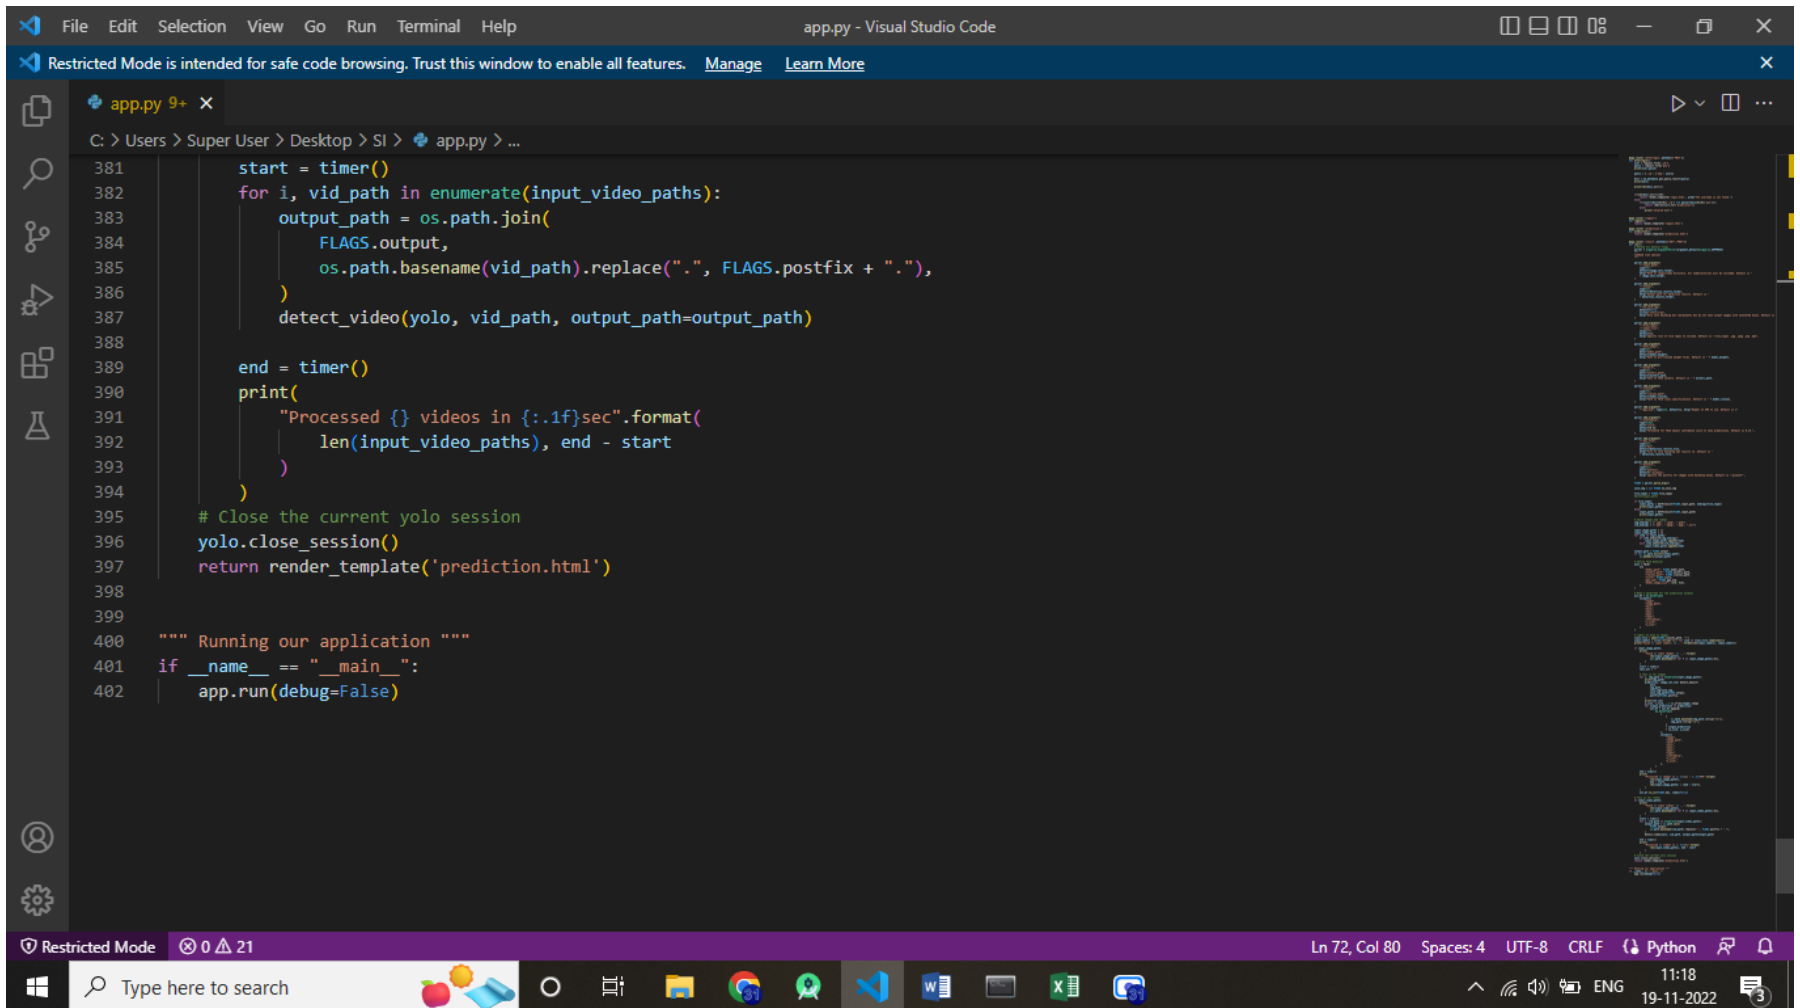 File Edit Selection View Go Run Terminal Help app.py - Visual Studio Code
Restricted Mode is intended for safe code browsing. Trust this window to enable all features. Manage Learn More
app.py 9+
C: > Users > Super User > Desktop > SI > app.py > ...
381 start = timer()
382 for i, vid_path in enumerate(input_video_paths):
383 output_path = os.path.join(
384 FLAGS.output,
385 os.path.basename(vid_path).replace(".", FLAGS.postfix + "."),
386 )
387 detect_video(yolo, vid_path, output_path=output_path)
388
389 end = timer()
390 print(
391 "Processed {} videos in {:.1f}sec".format(
392 len(input_video_paths), end - start
393 )
394 )
395 # Close the current yolo session
396 yolo.close_session()
397 return render_template('prediction.html')
398
399
400 """ Running our application """
401 if __name__ == "__main__":
402 app.run(debug=False)
Restricted Mode 0 21 Ln 72, Col 80 Spaces: 4 UTF-8 CRLF Python
Type here to search
31
31
ENG
11:18
19-11-2022
3